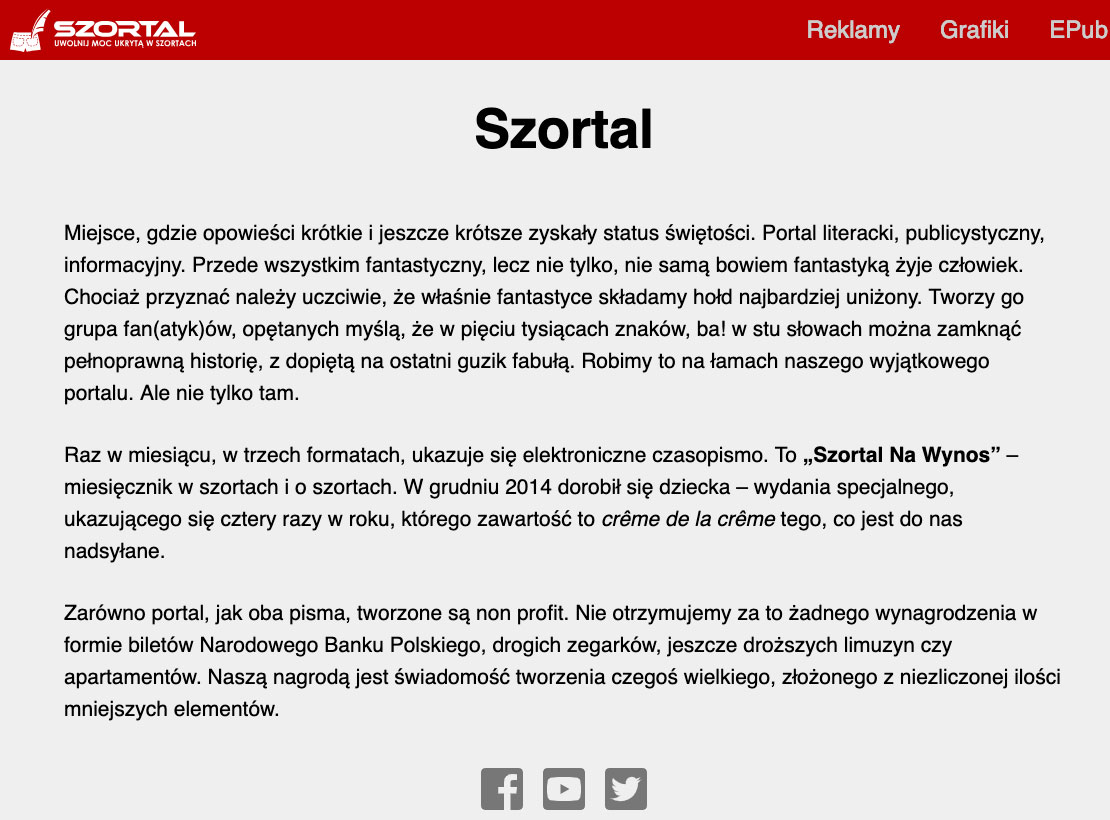 SZORTAL
UWOLNIJ MOC UKRYTĄ W SZORTACH
Reklamy Grafiki EPub
Szortal
Miejsce, gdzie opowieści krótkie i jeszcze krótsze zyskały status świętości. Portal literacki, publicystyczny,
informacyjny. Przede wszystkim fantastyczny, lecz nie tylko, nie samą bowiem fantastyką żyje człowiek.
Chociaż przyznać należy uczciwie, że właśnie fantastyce składamy hołd najbardziej uniżony. Tworzy go
grupa fan(atyk)ów, opętanych myślą, że w pięciu tysiącach znaków, ba! w stu słowach można zamknąć
pełnoprawną historię, z dopiętą na ostatni guzik fabułą. Robimy to na łamach naszego wyjątkowego
portalu. Ale nie tylko tam.
Raz w miesiącu, w trzech formatach, ukazuje się elektroniczne czasopismo. To „Szortal Na Wynos” –
miesięcznik w szortach i o szortach. W grudniu 2014 dorobił się dziecka – wydania specjalnego,
ukazującego się cztery razy w roku, którego zawartość to crême de la crême tego, co jest do nas
nadsyłane.
Zarówno portal, jak oba pisma, tworzone są non profit. Nie otrzymujemy za to żadnego wynagrodzenia w
formie biletów Narodowego Banku Polskiego, drogich zegarków, jeszcze droższych limuzyn czy
apartamentów. Naszą nagrodą jest świadomość tworzenia czegoś wielkiego, złożonego z niezliczonej ilości
mniejszych elementów.